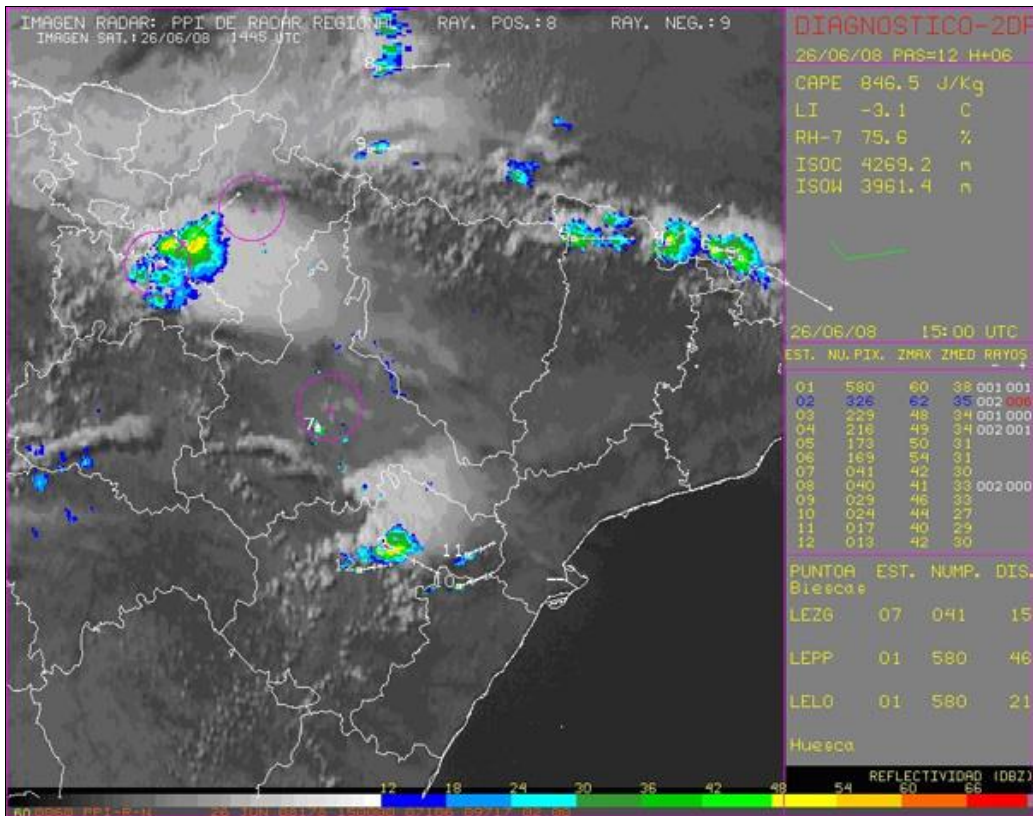 IMAGEN RADAR: PPI DE RADAR REGIONAL RAY. POS.:8 RAY. NEG.:9
IMAGEN SAT.:26/06/08 1445 UTC
DIAGNOSTICO-2DP
26/06/08 PAS=12 H+06
CAPE 846.5 J/Kg
LI -3.1 C
RH-7 75.6 %
ISOC 4269.2 m
ISOW 3961.4 m
8
9
7
11
10
26/06/08 15:00 UTC
EST. NU.PIX. ZMAX ZMED RAYOS
- +
01 580 60 38 001 001
02 326 62 35 002 006
03 229 48 34 001 000
04 216 49 34 002 001
05 173 50 31
06 169 54 31
07 041 42 30
08 040 41 33 002 000
09 029 46 33
10 024 44 27
11 017 40 29
12 013 42 30
PUNTOA EST. NUMP. DIS.
Biescas
LEZG 07 041 15
LEPP 01 580 46
LELO 01 580 21
Huesca
REFLECTIVIDAD (DBZ)
12 18 24 30 36 42 48 54 60 66